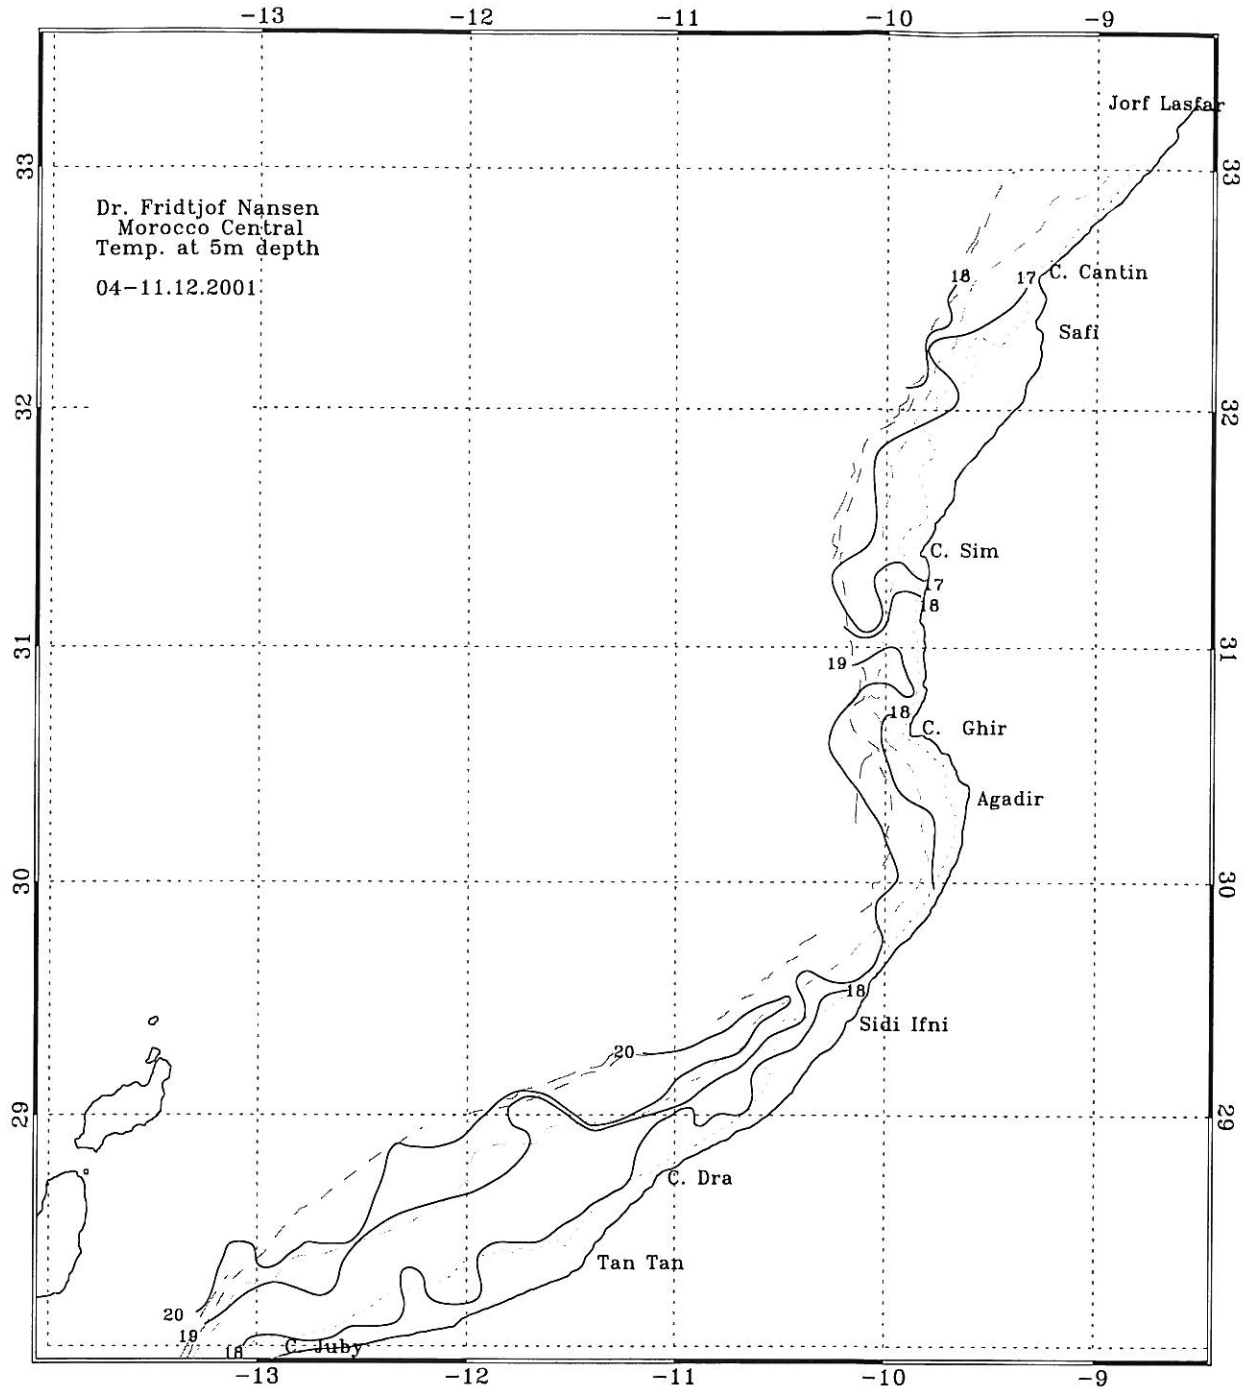 -13 -12 -11 -10 -9
Jorf Lasfar
33 33
Dr. Fridtjof Nansen
Morocco Central
Temp. at 5m depth
04-11.12.2001
18 17 C. Cantin
Safi
32 32
C. Sim
17
18
31 31
19
18
C. Ghir
Agadir
30 30
18
Sidi Ifni
20
29 29
C. Dra
Tan Tan
20
19
18 C. Juby
-13 -12 -11 -10 -9